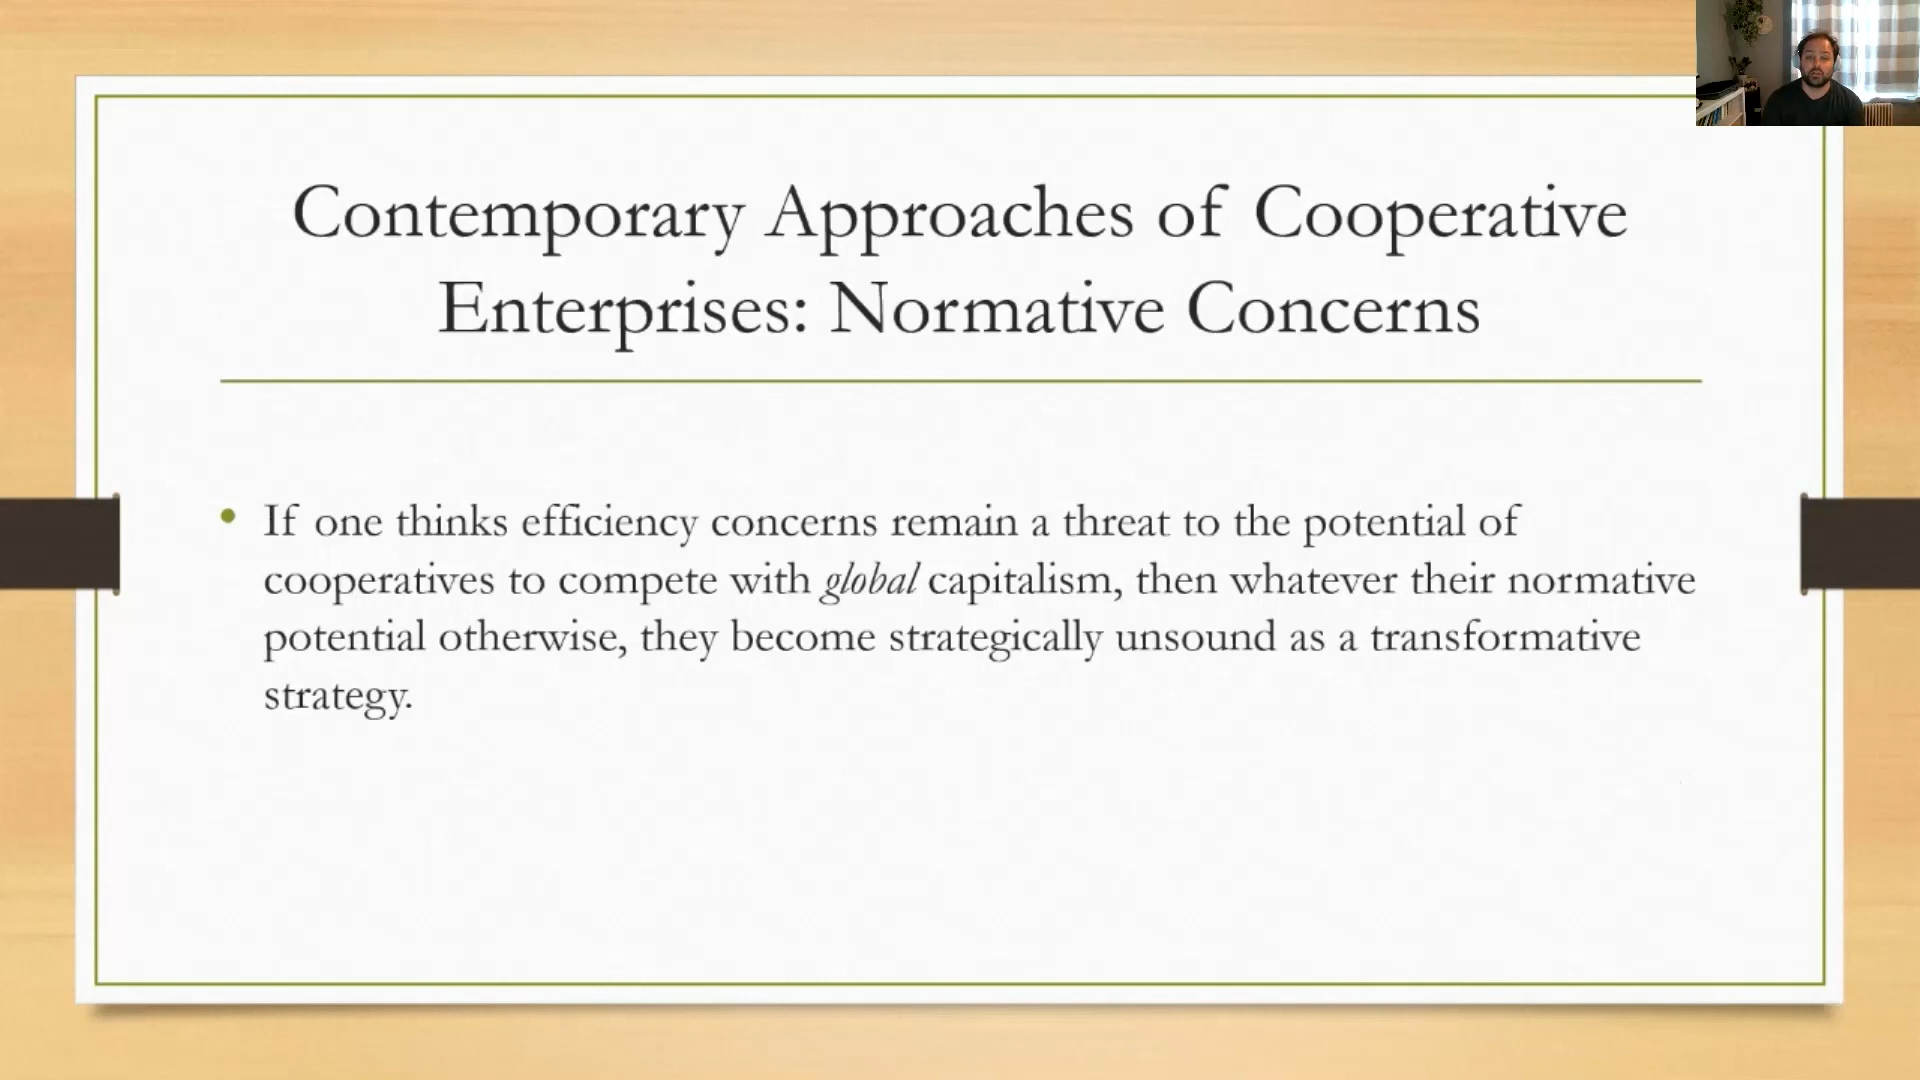 Contemporary Approaches of Cooperative
Enterprises: Normative Concerns
• If one thinks efficiency concerns remain a threat to the potential of
cooperatives to compete with global capitalism, then whatever their normative
potential otherwise, they become strategically unsound as a transformative
strategy.